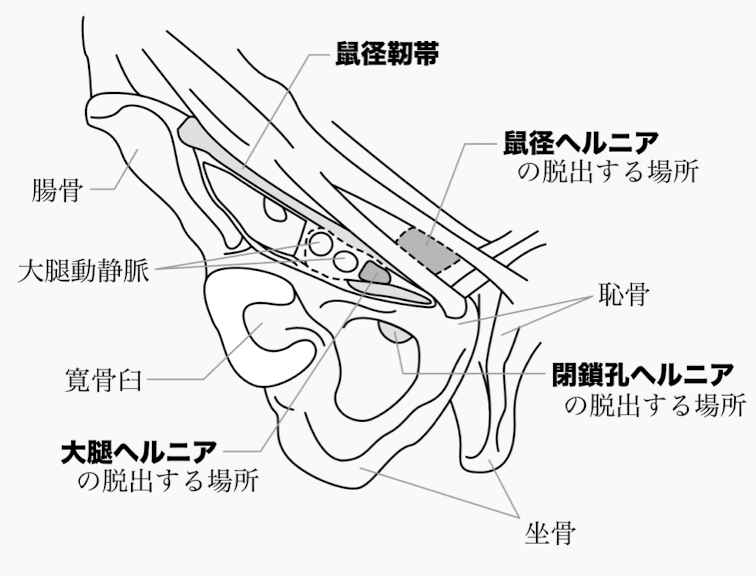 鼠径靭帯
鼠径ヘルニア
の脱出する場所
腸骨
大腿動静脈
恥骨
寛骨臼
閉鎖孔ヘルニア
の脱出する場所
大腿ヘルニア
の脱出する場所
坐骨